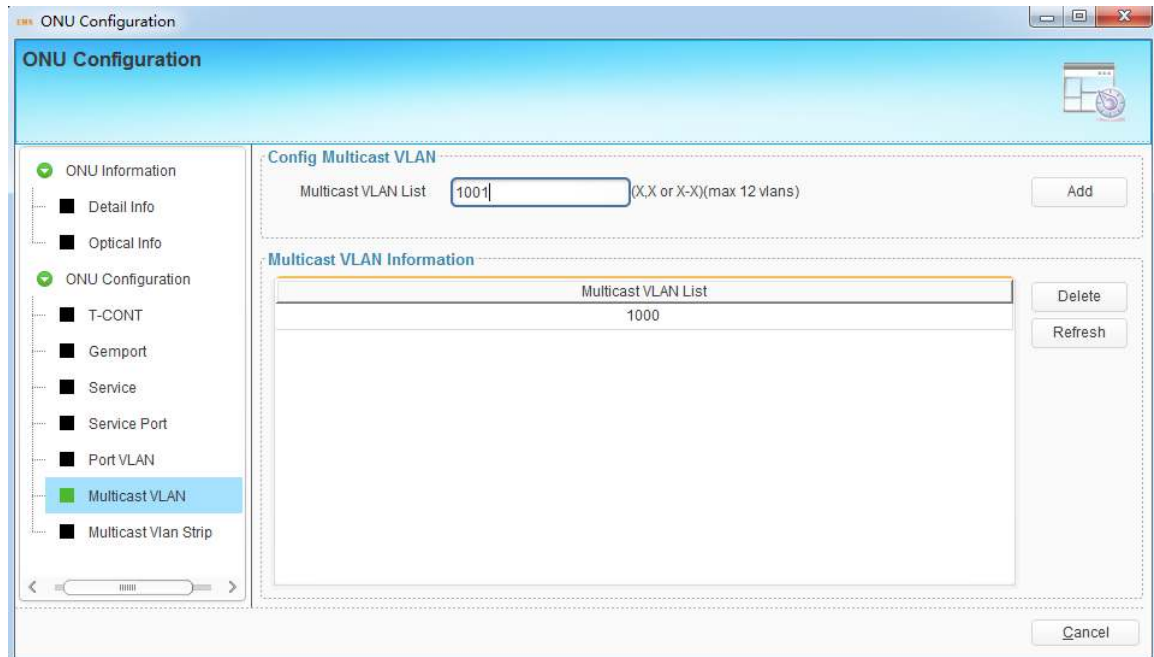 EMS ONU Configuration
ONU Configuration
ONU Information
Detail Info
Optical Info
ONU Configuration
T-CONT
Gemport
Service
Service Port
Port VLAN
Multicast VLAN
Multicast Vlan Strip
Config Multicast VLAN
Multicast VLAN List 1001 (X,X or X-X)(max 12 vlans) Add
Multicast VLAN Information
Multicast VLAN List
1000
Delete
Refresh
Cancel